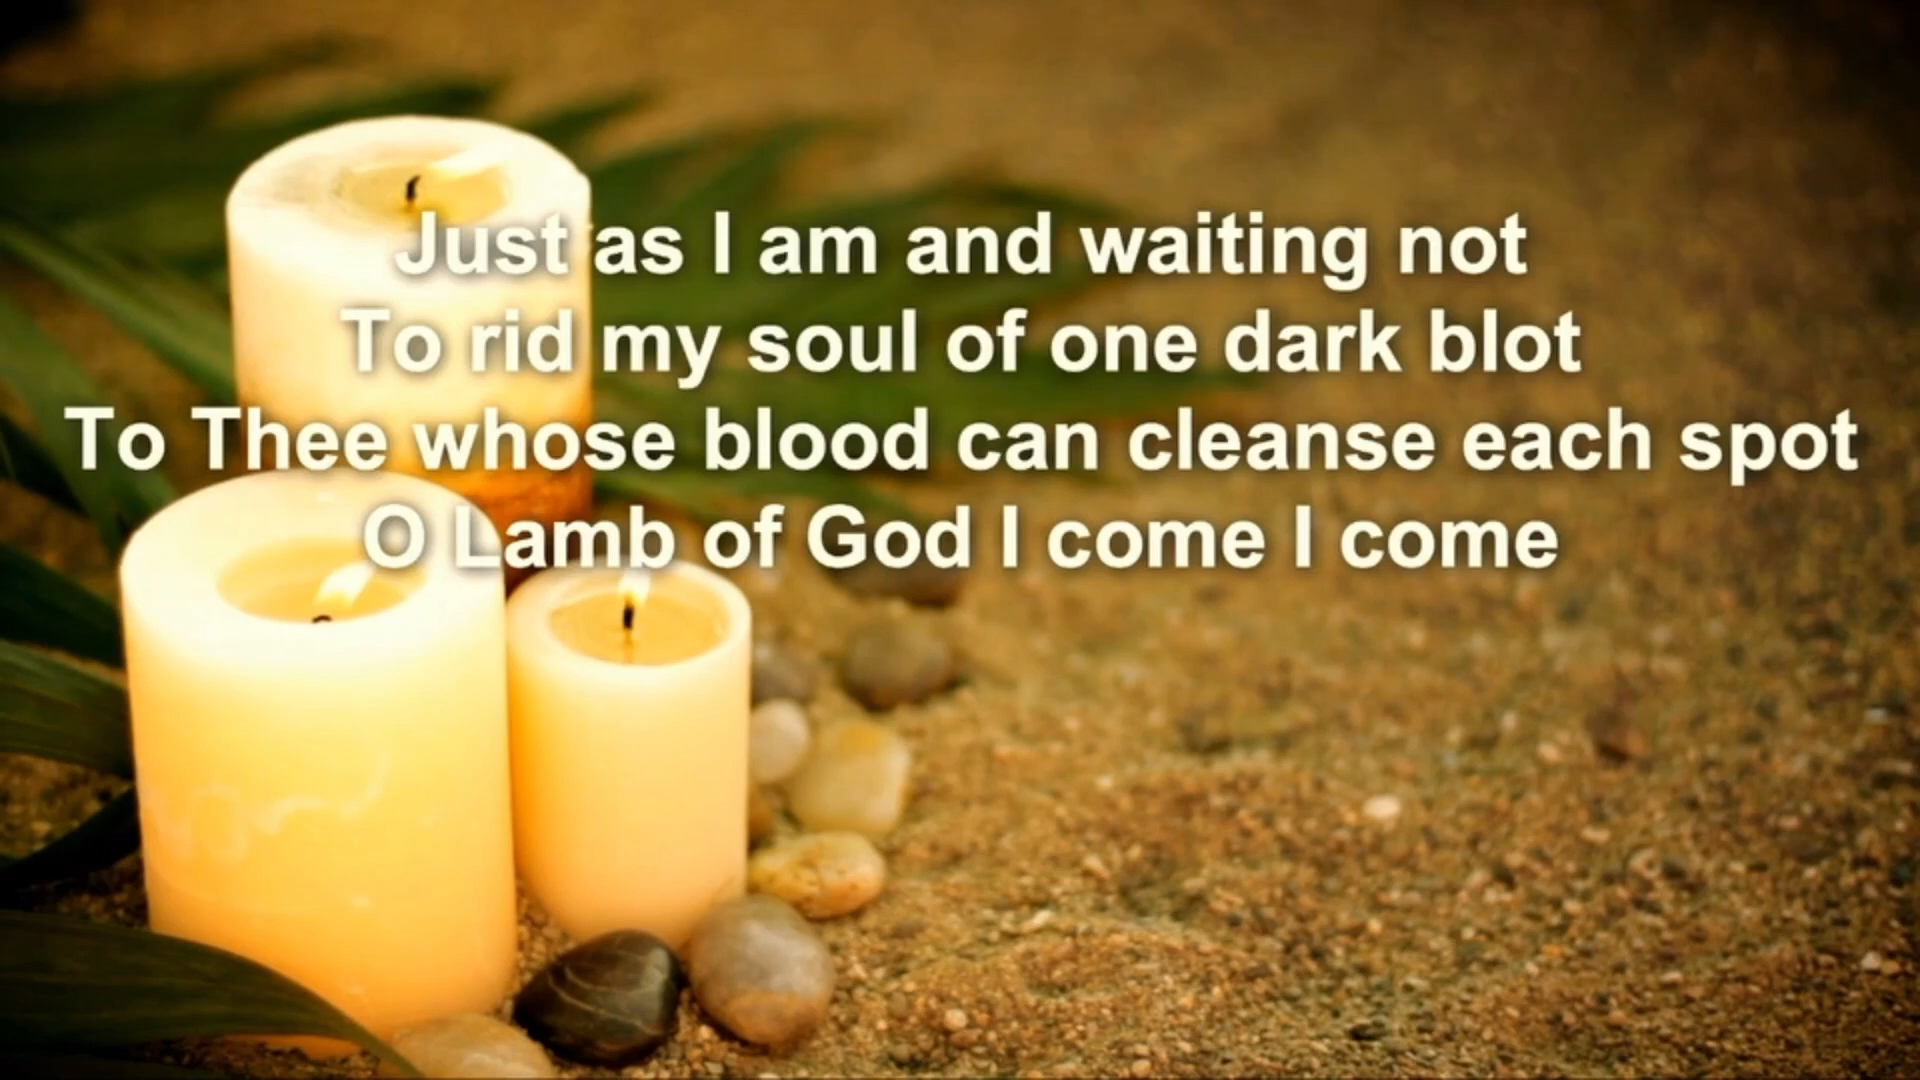 Just as I am and waiting not
To rid my soul of one dark blot
To Thee whose blood can cleanse each spot
O Lamb of God I come I come